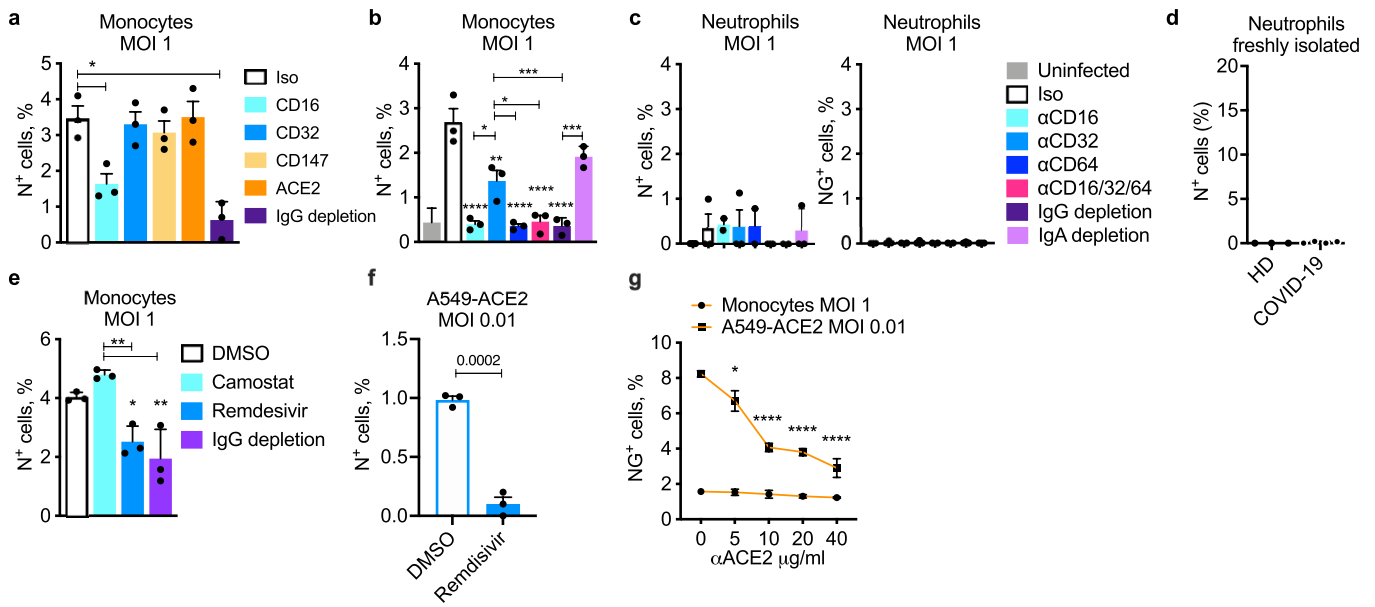 a
Monocytes
MOI 1
N⁺ cells, %
5
4
3
2
1
0
*
Iso
CD16
CD32
CD147
ACE2
IgG depletion
b
Monocytes
MOI 1
N⁺ cells, %
4
3
2
1
0
***
*
*
***
**
****
****
****
****
c
Neutrophils
MOI 1
N⁺ cells, %
4
3
2
1
0
Neutrophils
MOI 1
NG⁺ cells, %
4
3
2
1
0
Uninfected
Iso
αCD16
αCD32
αCD64
αCD16/32/64
IgG depletion
IgA depletion
d
Neutrophils
freshly isolated
N⁺ cells (%)
20
15
10
5
0
HD
COVID-19
e
Monocytes
MOI 1
N⁺ cells, %
6
4
2
0
**
*
**
DMSO
Camostat
Remdesivir
IgG depletion
f
A549-ACE2
MOI 0.01
N⁺ cells, %
1.5
1.0
0.5
0.0
0.0002
DMSO
Remdisivir
g
Monocytes MOI 1
A549-ACE2 MOI 0.01
NG⁺ cells, %
10
8
6
4
2
0
*
****
****
****
0 5 10 20 40
αACE2 μg/ml